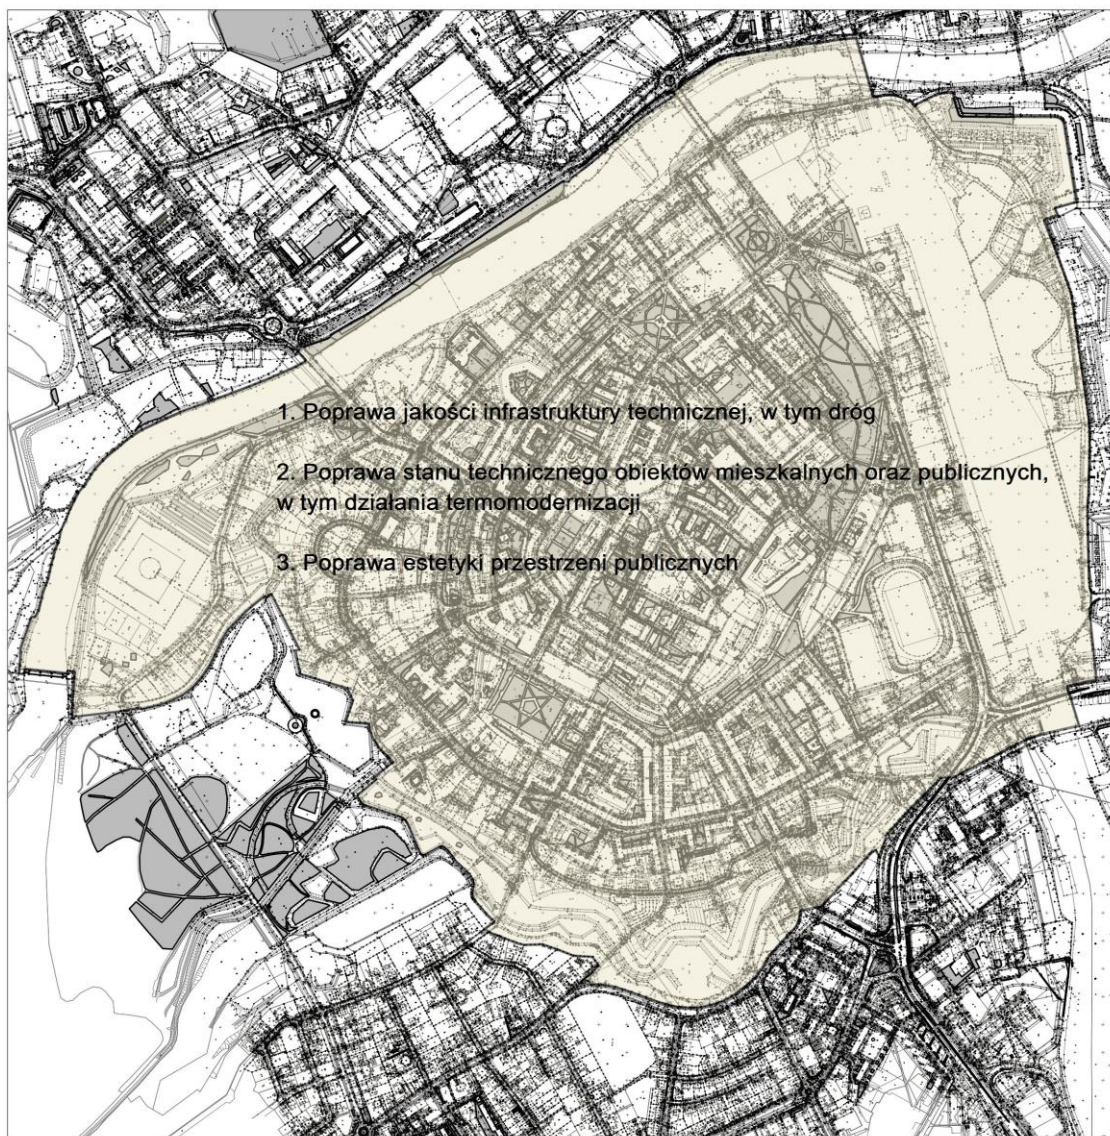 1. Poprawa jakości infrastruktury technicznej, w tym dróg
2. Poprawa stanu technicznego obiektów mieszkalnych oraz publicznych,
w tym działania termomodernizacji
3. Poprawa estetyki przestrzeni publicznych